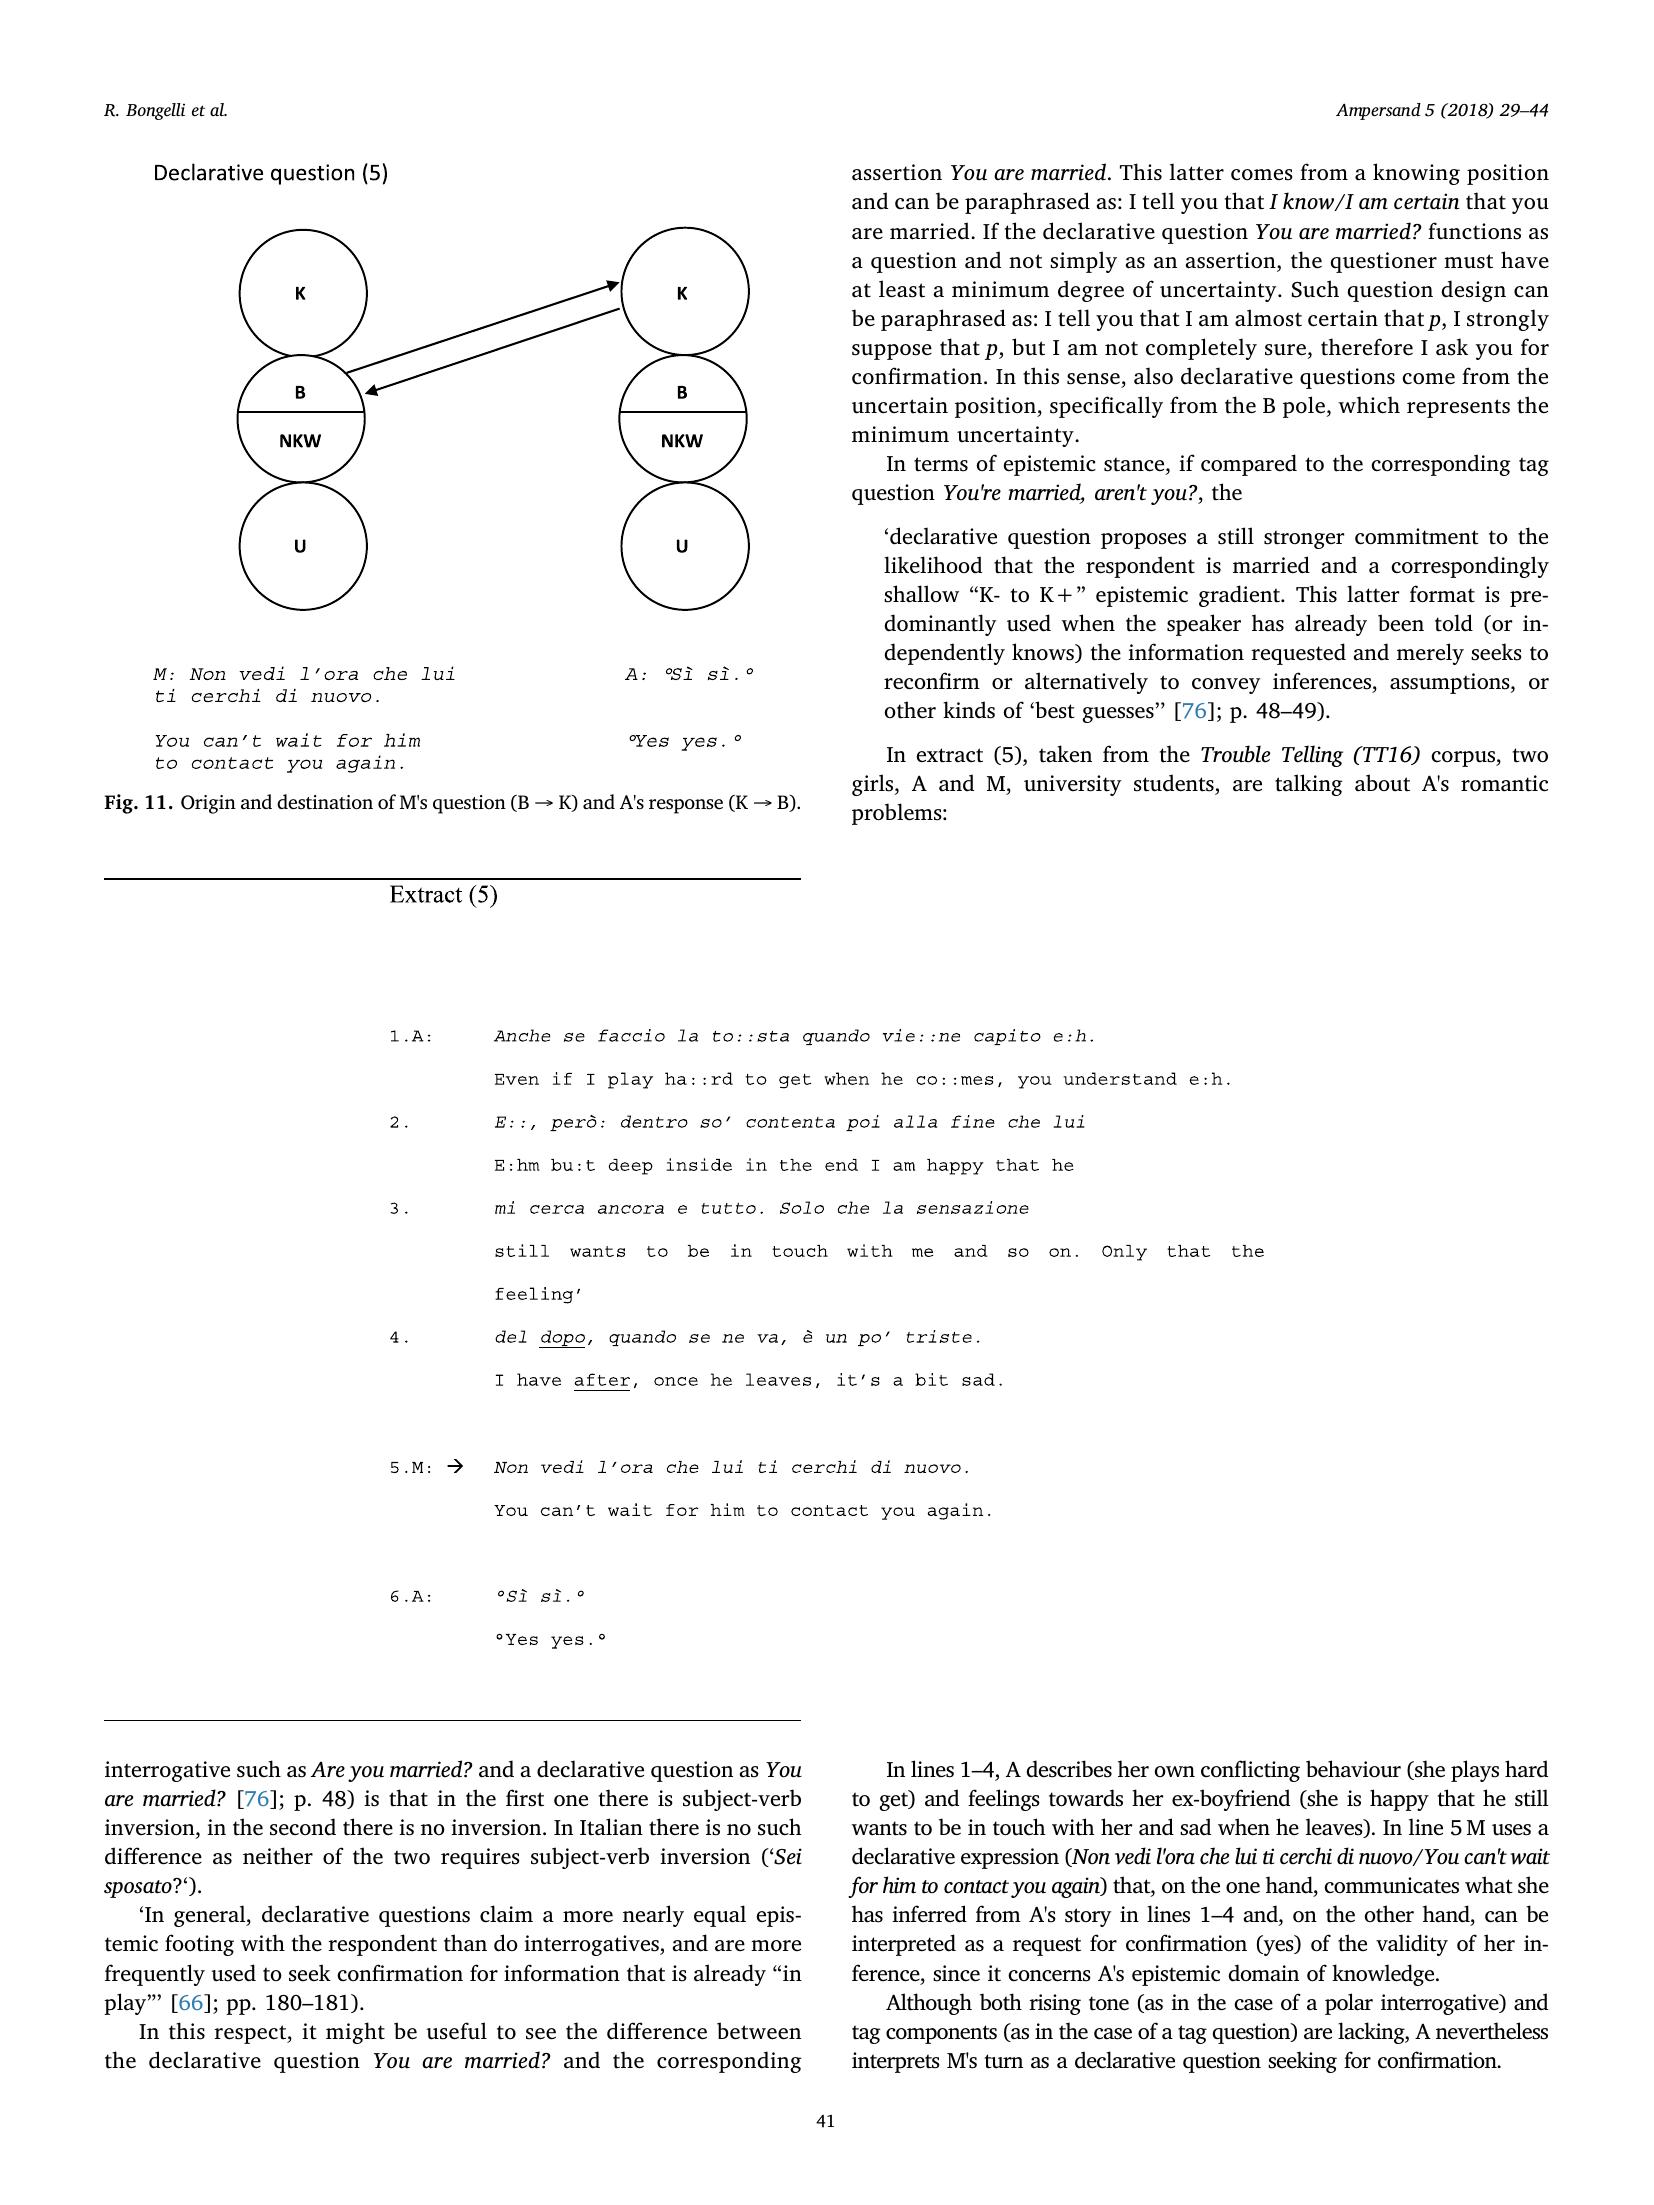 R. Bongelli et al.
Ampersand 5 (2018) 29–44
Declarative question (5)
K
K
B
B
NKW
NKW
U
U
M: Non vedi l’ora che lui
ti cerchi di nuovo.
A: °Sì sì.°
You can’t wait for him
to contact you again.
°Yes yes.°
Fig. 11. Origin and destination of M's question (B → K) and A's response (K → B).
assertion You are married. This latter comes from a knowing position
and can be paraphrased as: I tell you that I know/I am certain that you
are married. If the declarative question You are married? functions as
a question and not simply as an assertion, the questioner must have
at least a minimum degree of uncertainty. Such question design can
be paraphrased as: I tell you that I am almost certain that p, I strongly
suppose that p, but I am not completely sure, therefore I ask you for
confirmation. In this sense, also declarative questions come from the
uncertain position, specifically from the B pole, which represents the
minimum uncertainty.
In terms of epistemic stance, if compared to the corresponding tag
question You're married, aren't you?, the
‘declarative question proposes a still stronger commitment to the
likelihood that the respondent is married and a correspondingly
shallow “K- to K+” epistemic gradient. This latter format is pre-
dominantly used when the speaker has already been told (or in-
dependently knows) the information requested and merely seeks to
reconfirm or alternatively to convey inferences, assumptions, or
other kinds of ‘best guesses’’ [76]; p. 48–49).
In extract (5), taken from the Trouble Telling (TT16) corpus, two
girls, A and M, university students, are talking about A's romantic
problems:
Extract (5)
1.A: Anche se faccio la to::sta quando vie::ne capito e:h.
Even if I play ha::rd to get when he co::mes, you understand e:h.
2. E::, però: dentro so’ contenta poi alla fine che lui
E:hm bu:t deep inside in the end I am happy that he
3. mi cerca ancora e tutto. Solo che la sensazione
still wants to be in touch with me and so on. Only that the
feeling’
4. del dopo, quando se ne va, è un po’ triste.
I have after, once he leaves, it’s a bit sad.
5.M: → Non vedi l’ora che lui ti cerchi di nuovo.
You can’t wait for him to contact you again.
6.A: °Sì sì.°
°Yes yes.°
interrogative such as Are you married? and a declarative question as You
are married? [76]; p. 48) is that in the first one there is subject-verb
inversion, in the second there is no inversion. In Italian there is no such
difference as neither of the two requires subject-verb inversion (‘Sei
sposato?‘).
‘In general, declarative questions claim a more nearly equal epis-
temic footing with the respondent than do interrogatives, and are more
frequently used to seek confirmation for information that is already “in
play”’ [66]; pp. 180–181).
In this respect, it might be useful to see the difference between
the declarative question You are married? and the corresponding
In lines 1–4, A describes her own conflicting behaviour (she plays hard
to get) and feelings towards her ex-boyfriend (she is happy that he still
wants to be in touch with her and sad when he leaves). In line 5 M uses a
declarative expression (Non vedi l'ora che lui ti cerchi di nuovo/You can't wait
for him to contact you again) that, on the one hand, communicates what she
has inferred from A's story in lines 1–4 and, on the other hand, can be
interpreted as a request for confirmation (yes) of the validity of her in-
ference, since it concerns A's epistemic domain of knowledge.
Although both rising tone (as in the case of a polar interrogative) and
tag components (as in the case of a tag question) are lacking, A nevertheless
interprets M's turn as a declarative question seeking for confirmation.
41